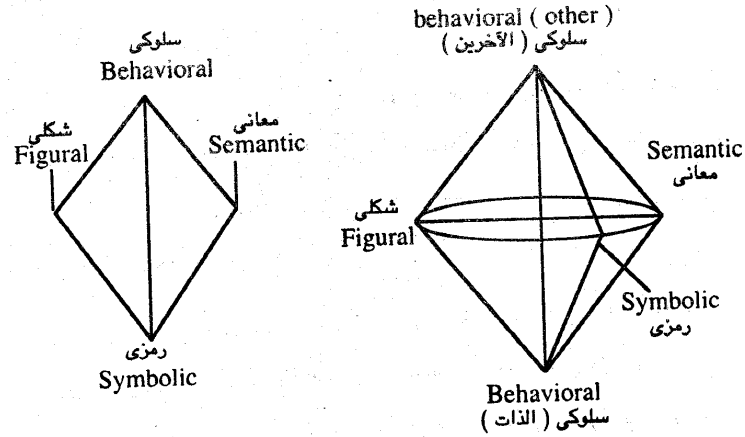 سلوكى
Behavioral
شكلى
Figural
معانى
Semantic
رمزى
Symbolic
behavioral ( other )
سلوكى ( الآخرين )
Semantic
معانى
شكلى
Figural
Symbolic
رمزى
Behavioral
سلوكى ( الذات )